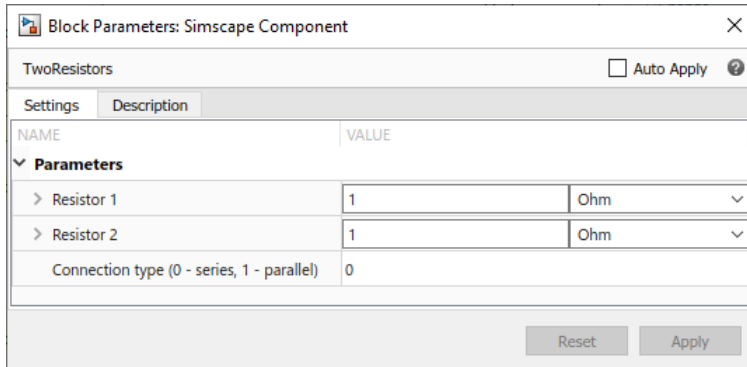 Block Parameters: Simscape Component
TwoResistors Auto Apply
Settings Description
NAME VALUE
Parameters
Resistor 1 1 Ohm
Resistor 2 1 Ohm
Connection type (0 - series, 1 - parallel) 0
Reset Apply